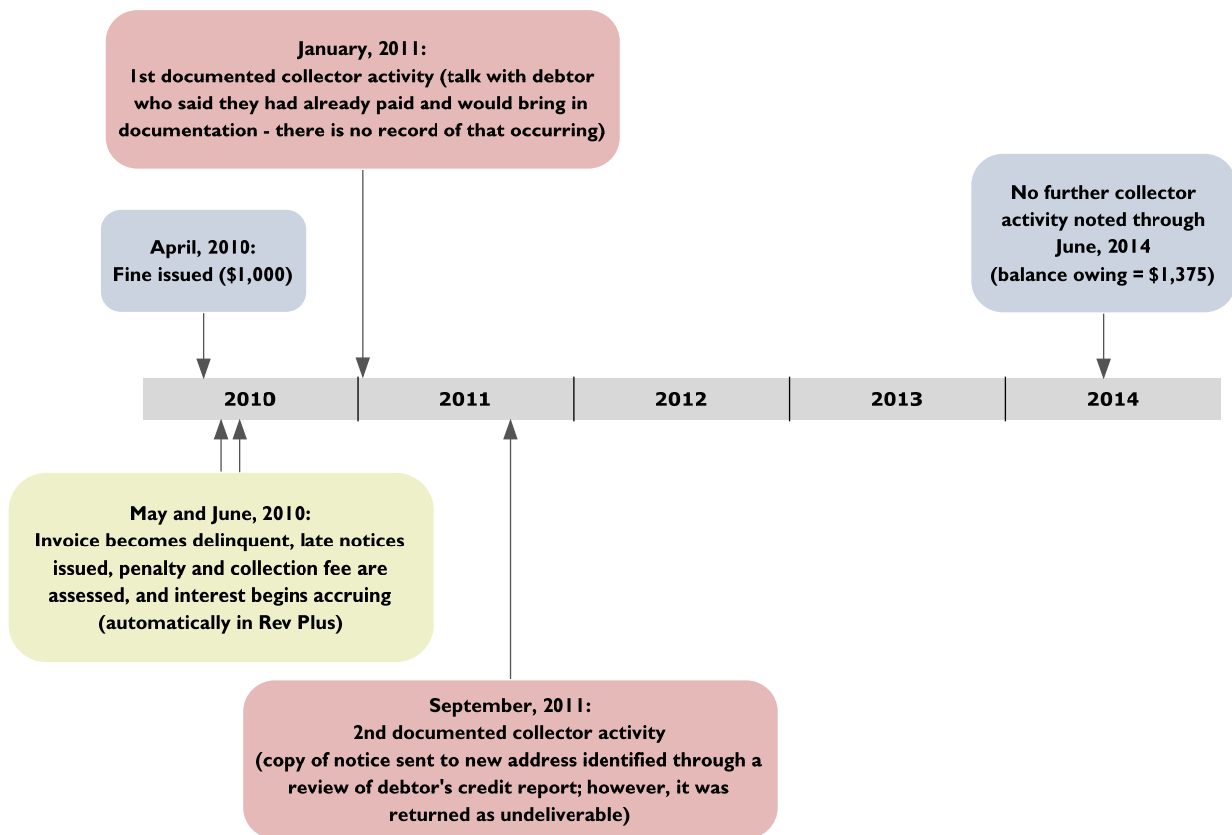 January, 2011:
1st documented collector activity (talk with debtor
who said they had already paid and would bring in
documentation - there is no record of that occurring)
No further collector
activity noted through
June, 2014
(balance owing = $1,375)
April, 2010:
Fine issued ($1,000)
2010
2011
2012
2013
2014
May and June, 2010:
Invoice becomes delinquent, late notices
issued, penalty and collection fee are
assessed, and interest begins accruing
(automatically in Rev Plus)
September, 2011:
2nd documented collector activity
(copy of notice sent to new address identified through a
review of debtor's credit report; however, it was
returned as undeliverable)